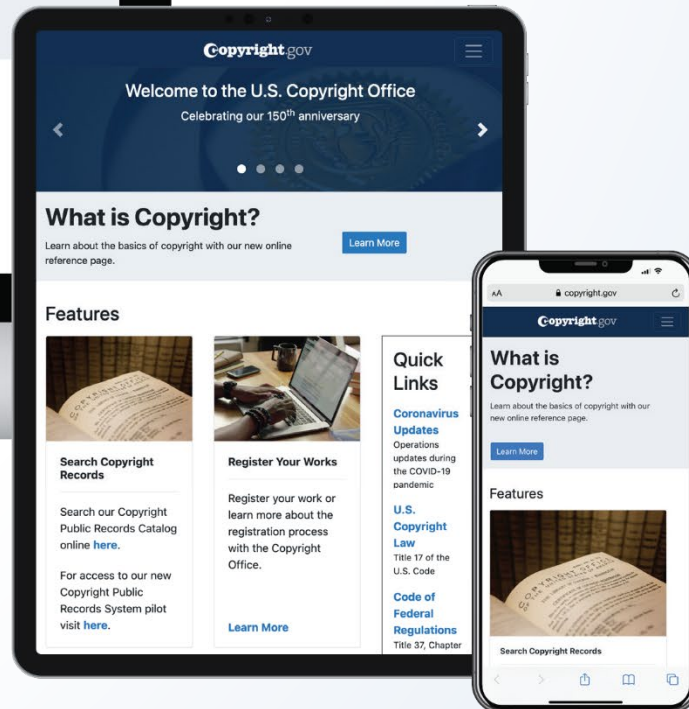 Copyright.gov
Welcome to the U.S. Copyright Office
Celebrating our 150th anniversary
What is Copyright?
Learn about the basics of copyright with our new online
reference page.
Learn More
Features
Search Copyright
Records
Search our Copyright
Public Records Catalog
online here.
For access to our new
Copyright Public
Records System pilot
visit here.
Register Your Works
Register your work or
learn more about the
registration process
with the Copyright
Office.
Learn More
Quick
Links
Coronavirus
Updates
Operations
updates during
the COVID-19
pandemic
U.S.
Copyright
Law
Title 17 of the
U.S. Code
Code of
Federal
Regulations
Title 37, Chapter
AA
copyright.gov
Copyright.gov
What is
Copyright?
Learn about the basics of copyright with our
new online reference page.
Learn More
Features
Search Copyright Records